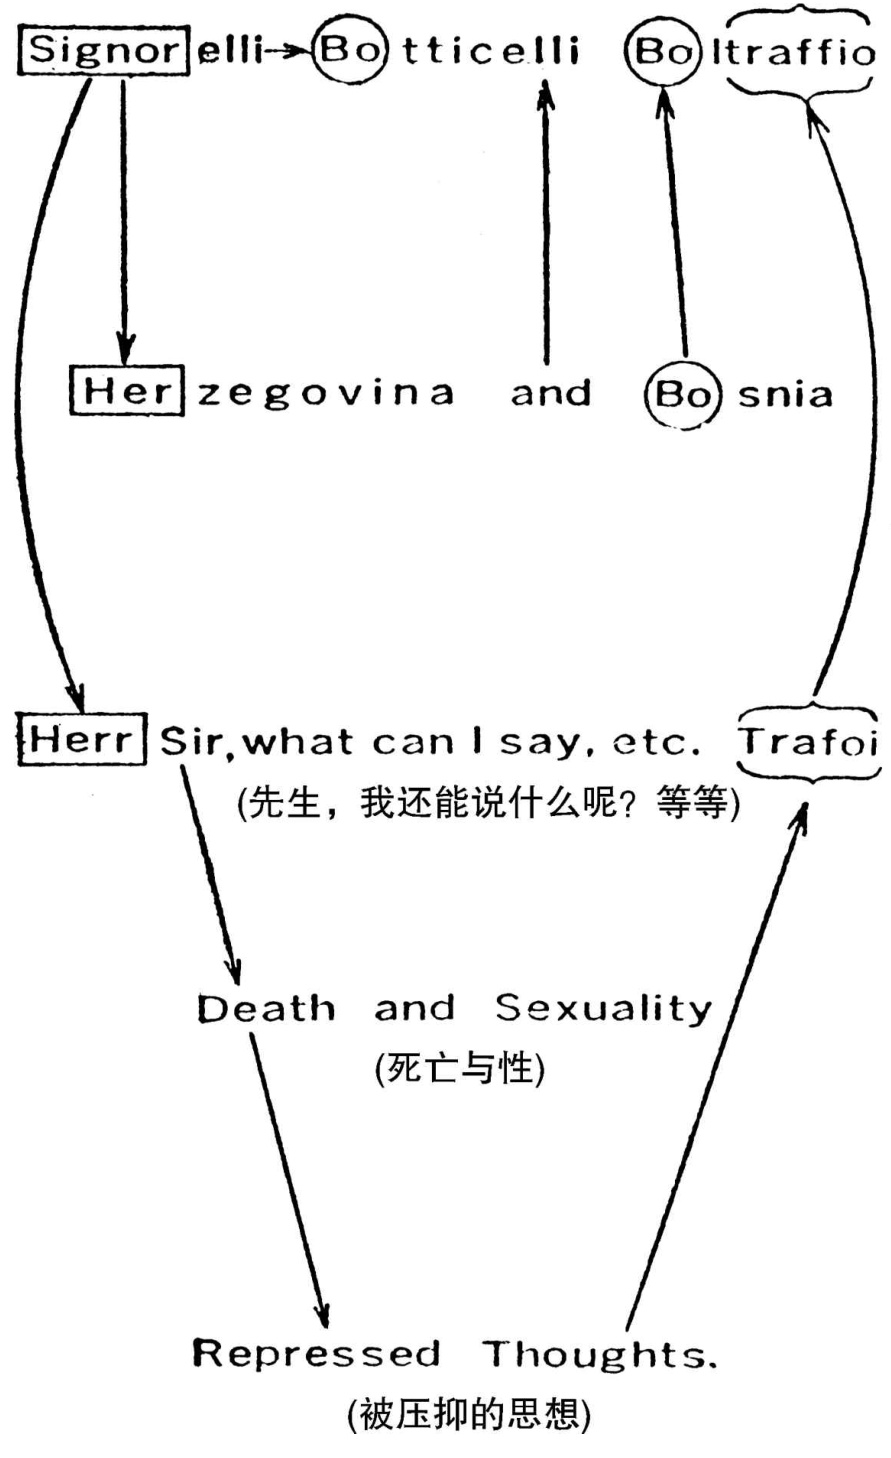 Signorelli Botticelli Boltraffio
Herzegovina and Bosnia
Herr Sir, what can I say, etc. Trafoi
(先生，我还能说什么呢？等等)
Death and Sexuality
(死亡与性)
Repressed Thoughts.
(被压抑的思想)